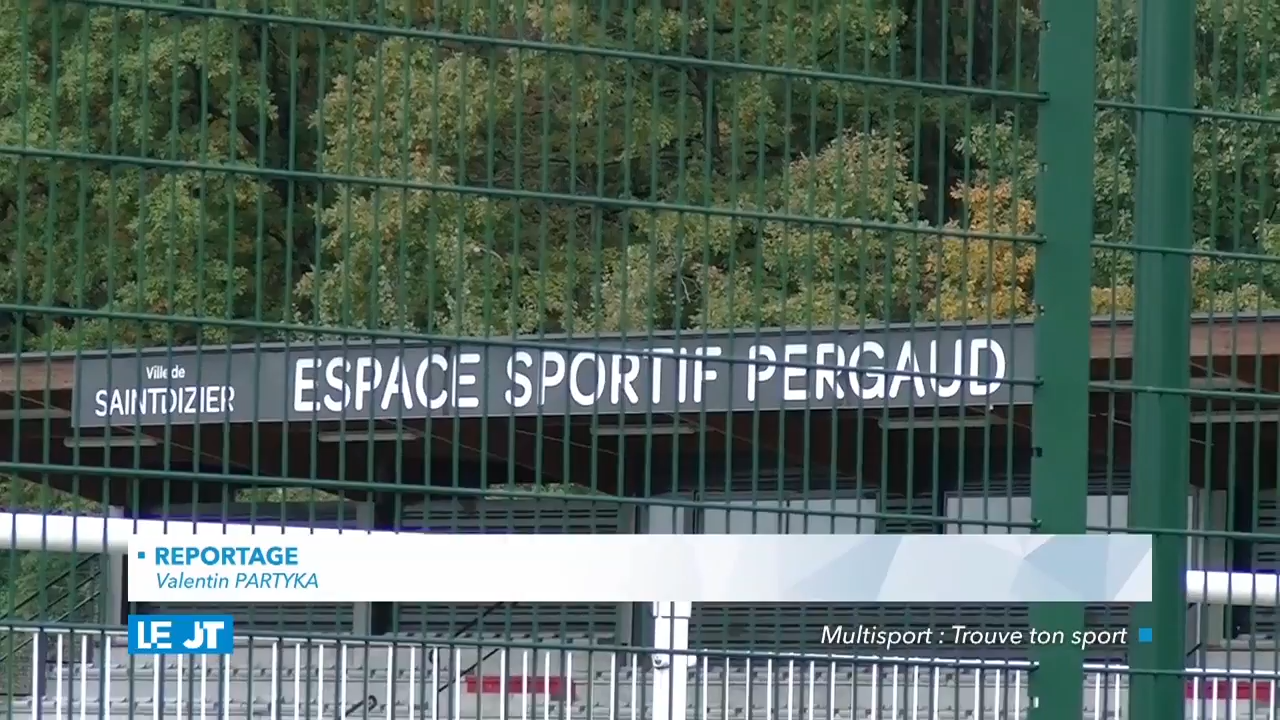 Ville de
SAINTDIZIER
ESPACE SPORTIF PERGAUD
REPORTAGE
Valentin PARTYKA
LE JT
Multisport : Trouve ton sport